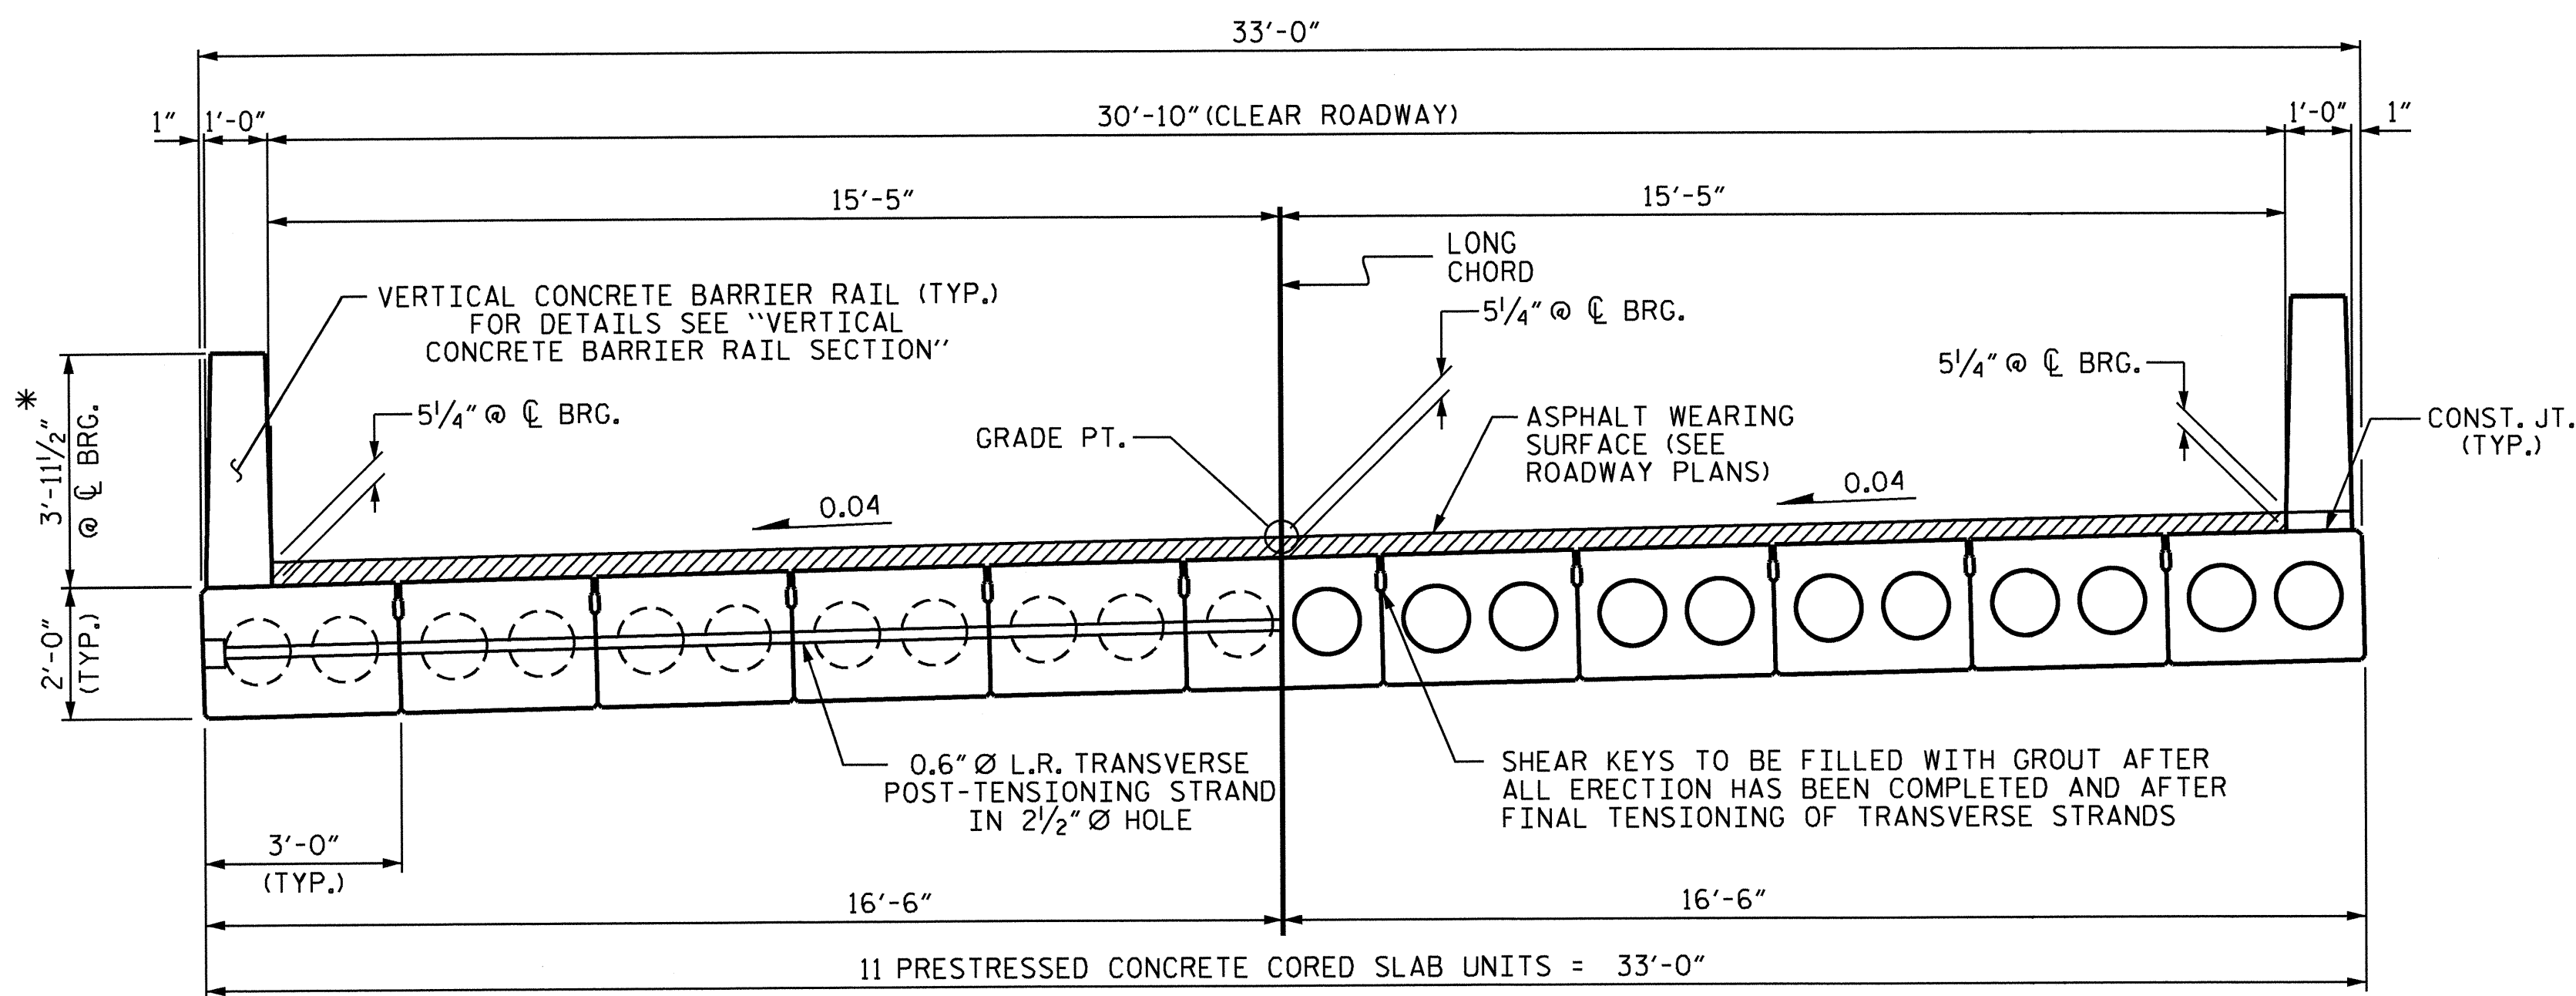 33'-0"
1" 1'-0" 30'-10" (CLEAR ROADWAY) 1'-0" 1"
15'-5" 15'-5"
LONG
CHORD
VERTICAL CONCRETE BARRIER RAIL (TYP.)
FOR DETAILS SEE "VERTICAL
CONCRETE BARRIER RAIL SECTION"
5¼" @ ℄ BRG.
5¼" @ ℄ BRG.
5¼" @ ℄ BRG.
*
3'-11½"
@ ℄ BRG.
GRADE PT.
ASPHALT WEARING
SURFACE (SEE
ROADWAY PLANS)
CONST. JT.
(TYP.)
0.04
0.04
2'-0"
(TYP.)
0.6" Ø L.R. TRANSVERSE
POST-TENSIONING STRAND
IN 2½" Ø HOLE
SHEAR KEYS TO BE FILLED WITH GROUT AFTER
ALL ERECTION HAS BEEN COMPLETED AND AFTER
FINAL TENSIONING OF TRANSVERSE STRANDS
3'-0"
(TYP.)
16'-6" 16'-6"
11 PRESTRESSED CONCRETE CORED SLAB UNITS = 33'-0"